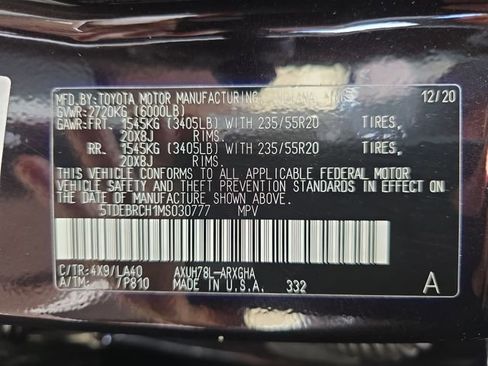 MFD.BY: TOYOTA MOTOR MANUFACTURING, INDIANA, INC. 12/20
GVWR: 2720KG (6000LB)
GAWR: FRT. 1545KG (3405LB) WITH 235/55R20 TIRES,
20X8J RIMS.
RR. 1545KG (3405LB) WITH 235/55R20 TIRES,
20X8J RIMS.
THIS VEHICLE CONFORMS TO ALL APPLICABLE FEDERAL MOTOR
VEHICLE SAFETY AND THEFT PREVENTION STANDARDS IN EFFECT
ON THE DATE OF MANUFACTURE SHOWN ABOVE.
5TDEBRCH1MS030777 MPV
C/TR: 4X9/LA40 AXUH78L-ARXGHA
A/TM: /P810 MADE IN U.S.A. 332 A